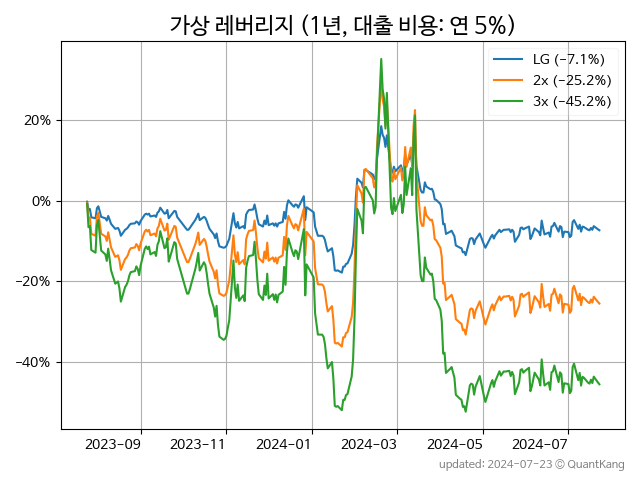 가상 레버리지 (1년, 대출 비용: 연 5%)
LG (−7.1%)
2x (−25.2%)
3x (−45.2%)
20%
0%
−20%
−40%
2023-09 2023-11 2024-01 2024-03 2024-05 2024-07
updated: 2024-07-23 © QuantKang